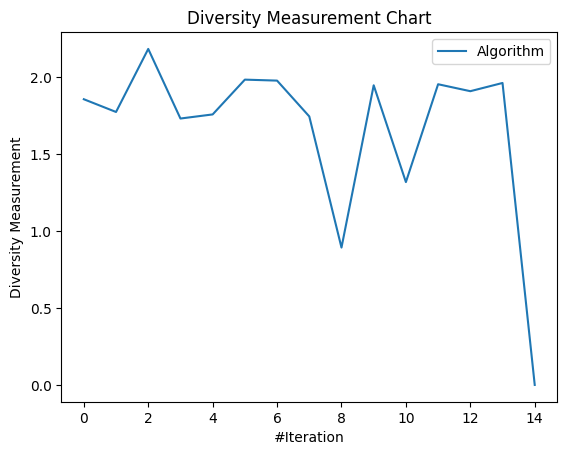 Diversity Measurement Chart
Algorithm
Diversity Measurement
2.0
1.5
1.0
0.5
0.0
0 2 4 6 8 10 12 14
#Iteration